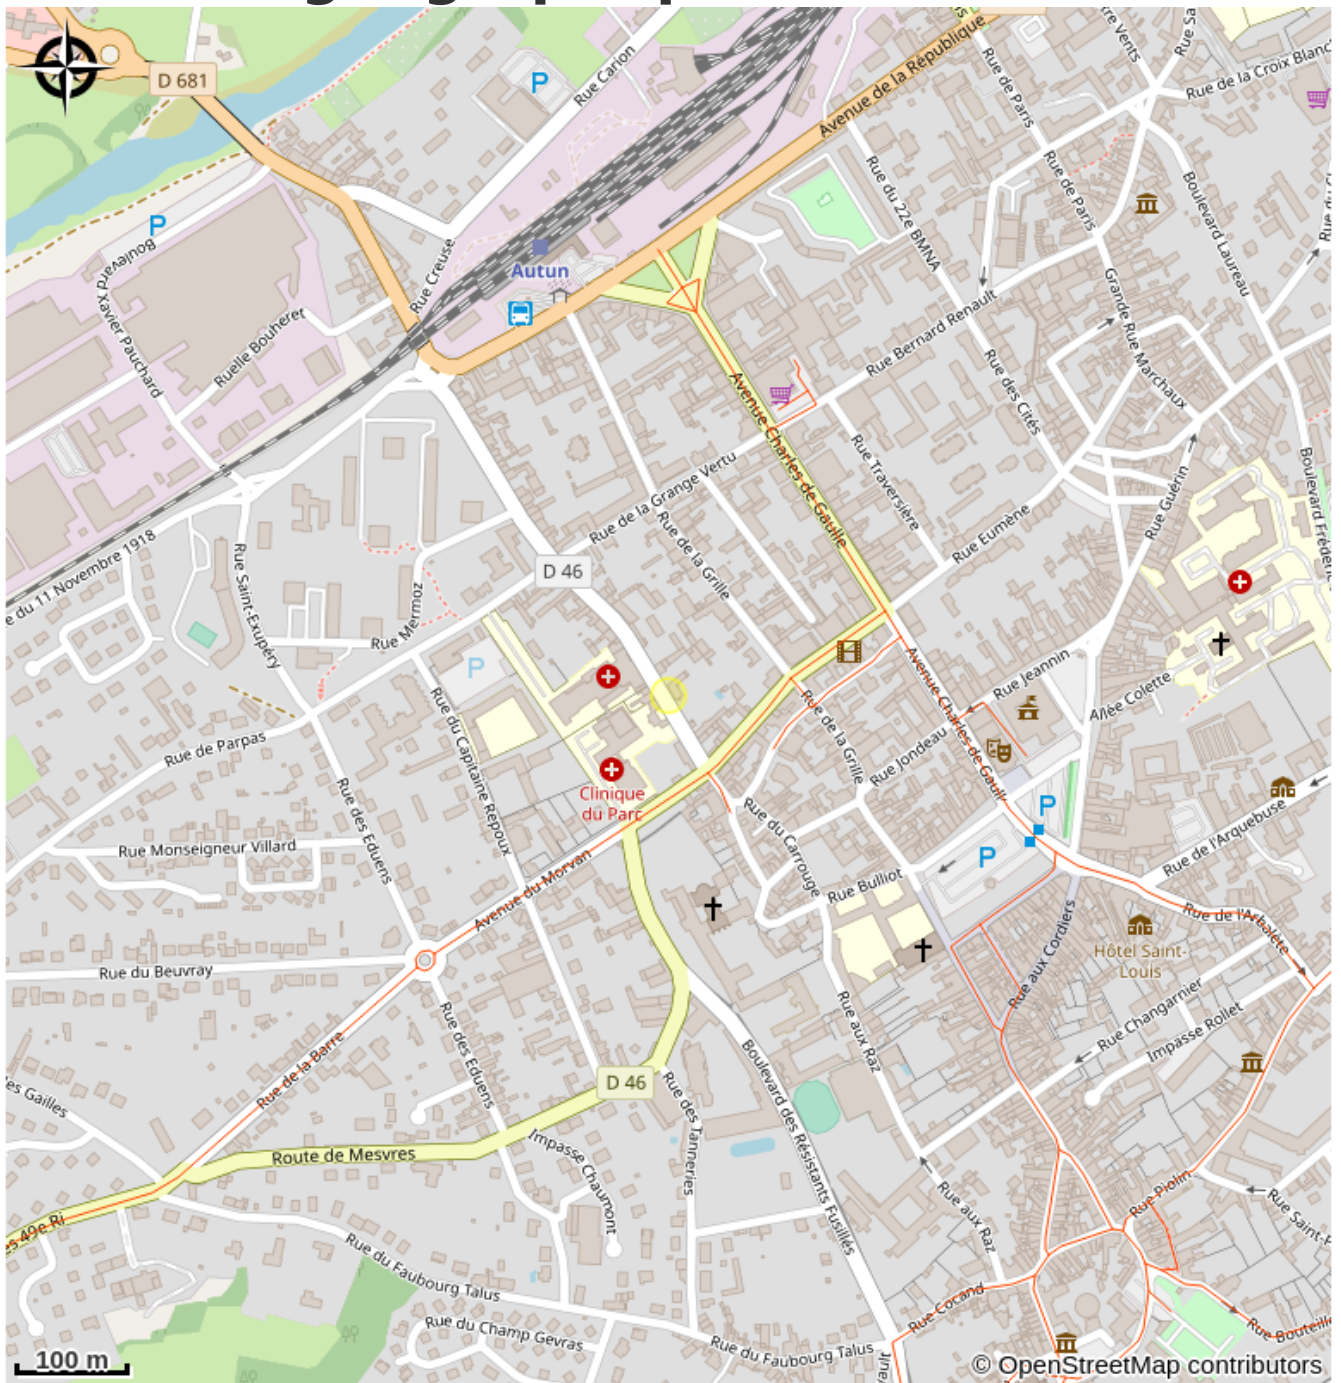 D 681
P
Rue Carion
Avenue de la République
Rue de Paris
Rue de la Croix Blanc
P
Boulevard Xavier Pauchard
Rue Creuse
Autun
Rue du 22e BMNA
Rue de Paris
Boulevard Laureau
Ruelle Bouheret
Rue Bernard Renault
Grande Rue Marchaux
Avenue Charles de Gaulle
Rue des Cités
Rue Traversière
Rue de la Grange Vertu
Rue de la Grille
Rue Guérin
Boulevard Frédéri
Rue Eumène
e du 11 Novembre 1918
D 46
Rue Saint-Exupéry
Rue Mermoz
P
Rue Jeannin
Allée Colette
Rue du Capitaine Repoux
Avenue Charles de Gaull
Rue de la Grille
Rue Jondeau
Rue de Parpas
Clinique
du Parc
P
P
Rue des Eduens
Rue du Carrouge
Rue de l'Arquebuse
Rue Monseigneur Villard
Rue Bulliot
Avenue du Morvan
Rue de l'Arbalète
Rue aux Cordiers
Hôtel Saint-
Louis
Rue du Beuvray
Rue aux Raz
Rue Changarnier
Impasse Rollet
Rue des Eduens
Rue de la Barre
D 46
Boulevard des Résistants Fusillés
Rue des Tanneries
es Gailles
Route de Mesvres
Impasse Chaumont
Rue Piolin
Rue aux Raz
Rue Saint-
es 49e RI
Rue du Faubourg Talus
Rue Cocand
Rue du Champ Gevras
Rue du Faubourg Talus
Rue Bouteill
100 m
© OpenStreetMap contributors